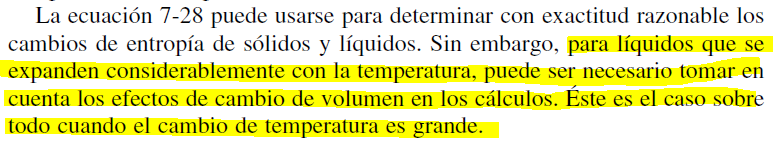 La ecuación 7-28 puede usarse para determinar con exactitud razonable los
cambios de entropía de sólidos y líquidos. Sin embargo, para líquidos que se
expanden considerablemente con la temperatura, puede ser necesario tomar en
cuenta los efectos de cambio de volumen en los cálculos. Éste es el caso sobre
todo cuando el cambio de temperatura es grande.